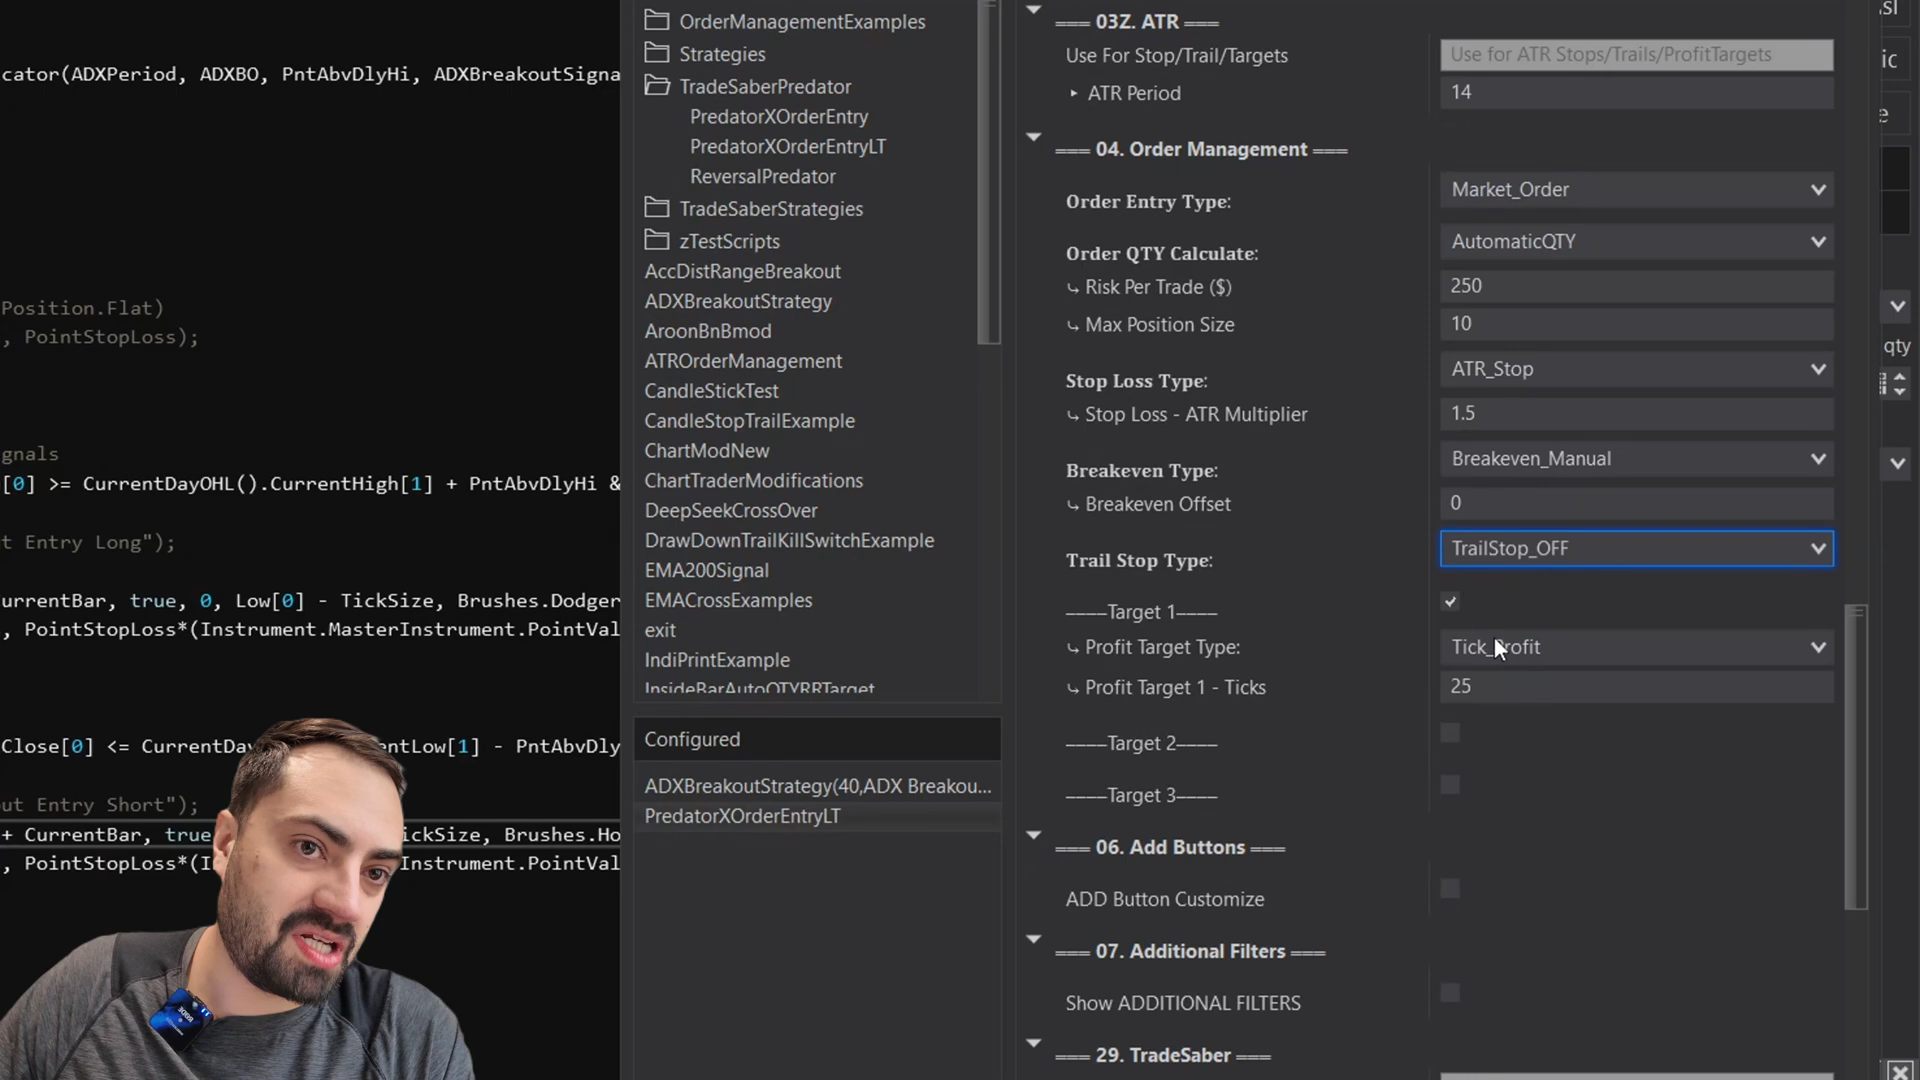 cator(ADXPeriod, ADXBO, PntAbvDlyHi, ADXBreakoutSigna
Position.Flat)
, PointStopLoss);
gnals
[0] >= CurrentDayOHL().CurrentHigh[1] + PntAbvDlyHi &
t Entry Long");
urrentBar, true, 0, Low[0] - TickSize, Brushes.Dodger
, PointStopLoss*(Instrument.MasterInstrument.PointVal
Close[0] <= CurrentDa entLow[1] - PntAbvDly
out Entry Short");
+ CurrentBar, true ickSize, Brushes.Ho
, PointStopLoss*(I nstrument.PointVal
OrderManagementExamples
Strategies
TradeSaberPredator
PredatorXOrderEntry
PredatorXOrderEntryLT
ReversalPredator
TradeSaberStrategies
zTestScripts
AccDistRangeBreakout
ADXBreakoutStrategy
AroonBnBmod
ATROrderManagement
CandleStickTest
CandleStopTrailExample
ChartModNew
ChartTraderModifications
DeepSeekCrossOver
DrawDownTrailKillSwitchExample
EMA200Signal
EMACrossExamples
exit
IndiPrintExample
InsideBarAutoQTYRRTarget
Configured
ADXBreakoutStrategy(40,ADX Breakou...
PredatorXOrderEntryLT
=== 03Z. ATR ===
Use For Stop/Trail/Targets Use for ATR Stops/Trails/ProfitTargets
ATR Period 14
=== 04. Order Management ===
Order Entry Type: Market_Order
Order QTY Calculate: AutomaticQTY
⤷ Risk Per Trade ($) 250
⤷ Max Position Size 10
Stop Loss Type: ATR_Stop
⤷ Stop Loss - ATR Multiplier 1.5
Breakeven Type: Breakeven_Manual
⤷ Breakeven Offset 0
Trail Stop Type: TrailStop_OFF
----Target 1----
⤷ Profit Target Type: Tick_Profit
⤷ Profit Target 1 - Ticks 25
----Target 2----
----Target 3----
=== 06. Add Buttons ===
ADD Button Customize
=== 07. Additional Filters ===
Show ADDITIONAL FILTERS
=== 29. TradeSaber ===
ic
e
qty